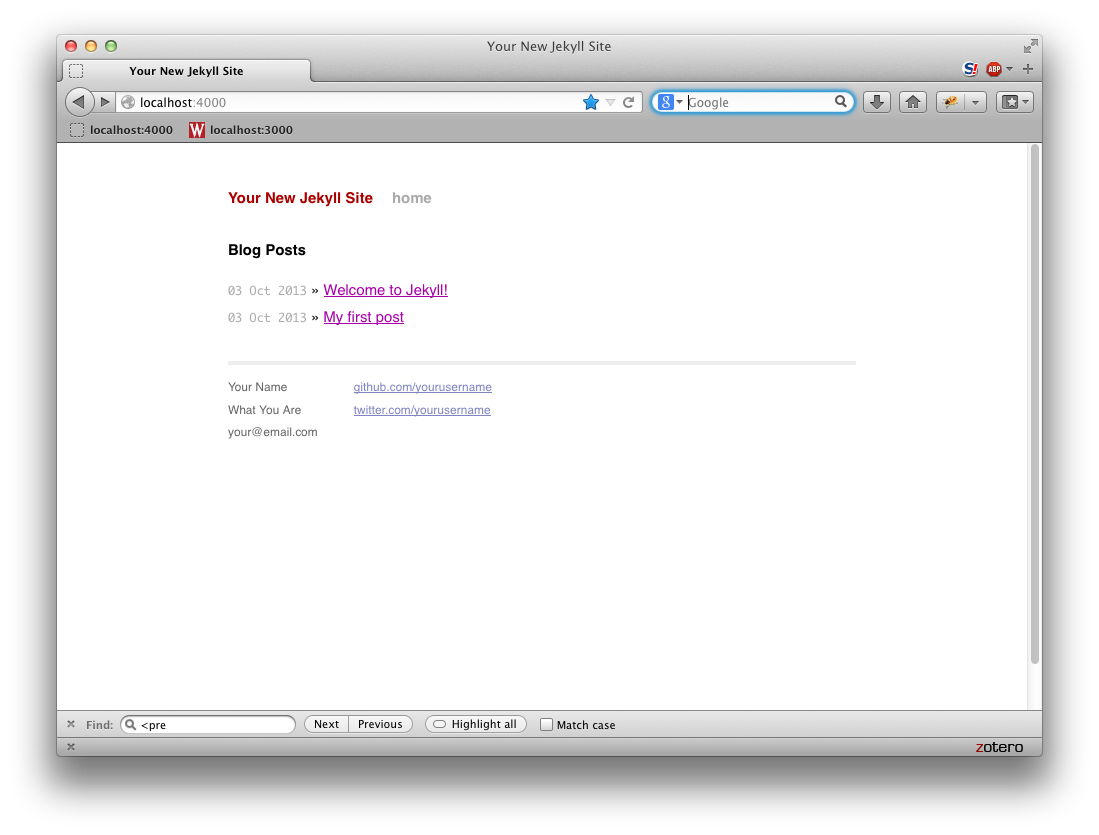 Your New Jekyll Site
Your New Jekyll Site
S!
ABP
localhost:4000
8
Google
localhost:4000
W localhost:3000
Your New Jekyll Site home
Blog Posts
03 Oct 2013 » Welcome to Jekyll!
03 Oct 2013 » My first post
Your Name github.com/yourusername
What You Are twitter.com/yourusername
your@email.com
Find: <pre Next Previous Highlight all Match case
zotero